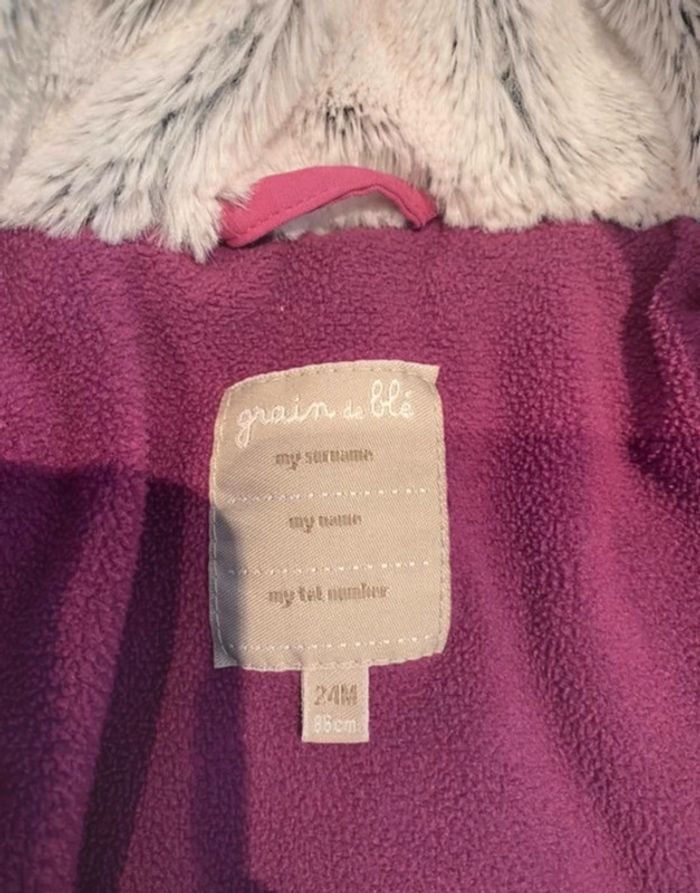 grain de blé
my surname
my name
my tel number
24M
86cm